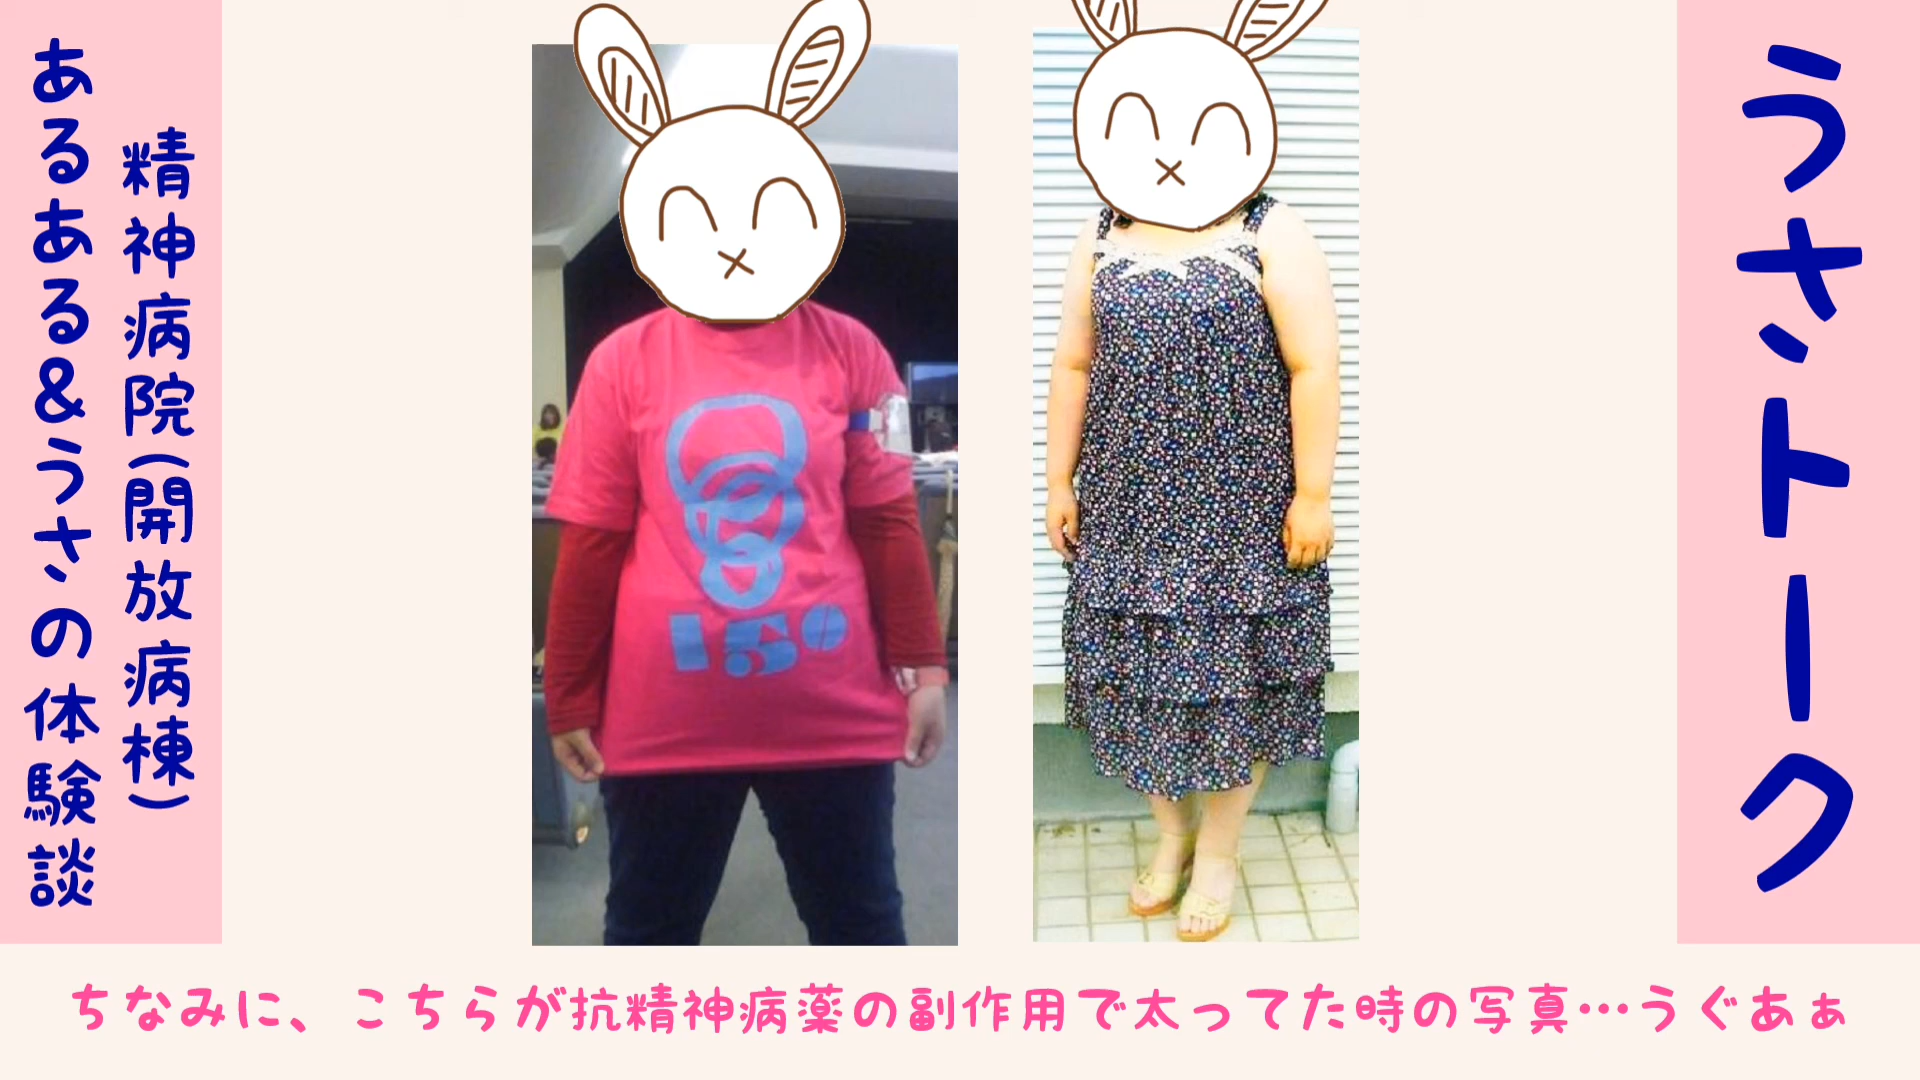 うさトーク
精神病院(開放病棟)
あるあるある&うさの体験談
150
ちなみに、こちらが抗精神病薬の副作用で太ってた時の写真…うぐあぁ